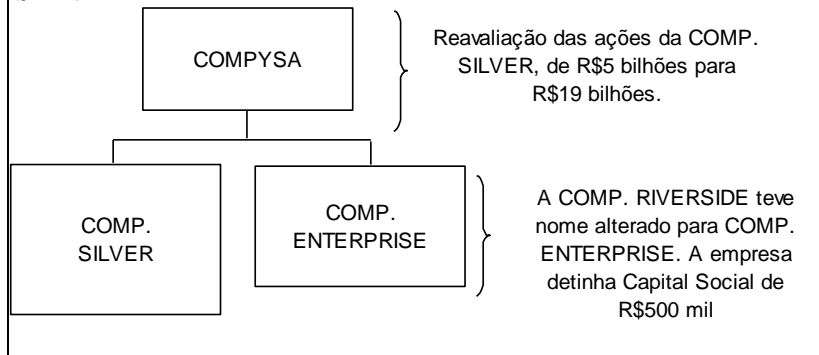 COMPYSA
Reavaliação das ações da COMP.
SILVER, de R$5 bilhões para
R$19 bilhões.
COMP.
SILVER
COMP.
ENTERPRISE
A COMP. RIVERSIDE teve
nome alterado para COMP.
ENTERPRISE. A empresa
detinha Capital Social de
R$500 mil